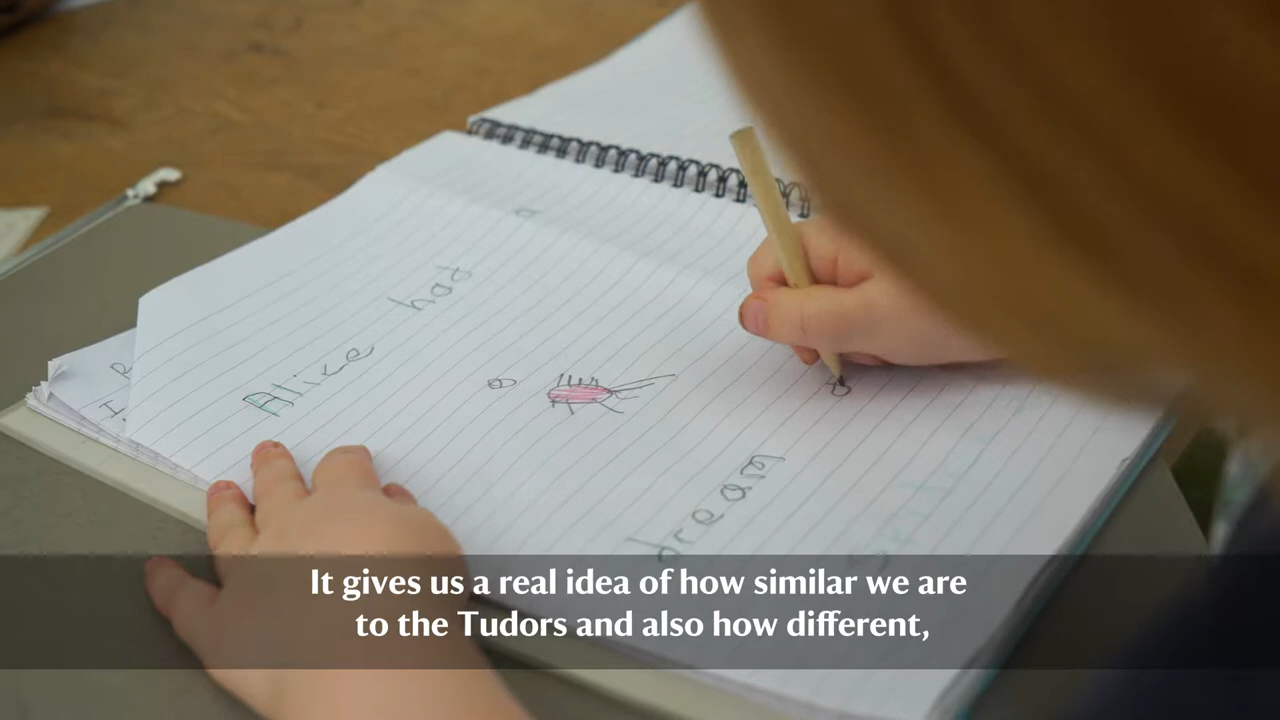 Alice had a
dream
R
I.
It gives us a real idea of how similar we are
to the Tudors and also how different,